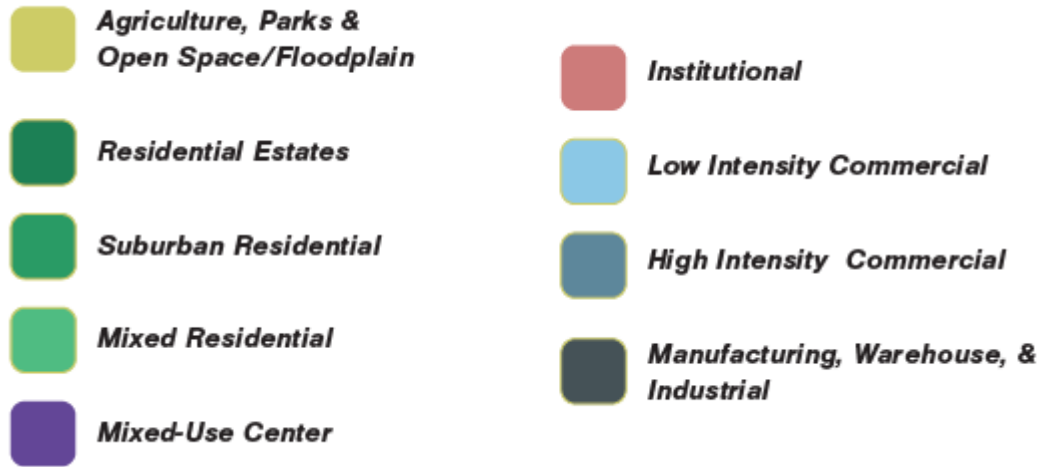 Agriculture, Parks &
Open Space/Floodplain
Residential Estates
Suburban Residential
Mixed Residential
Mixed-Use Center
Institutional
Low Intensity Commercial
High Intensity Commercial
Manufacturing, Warehouse, &
Industrial